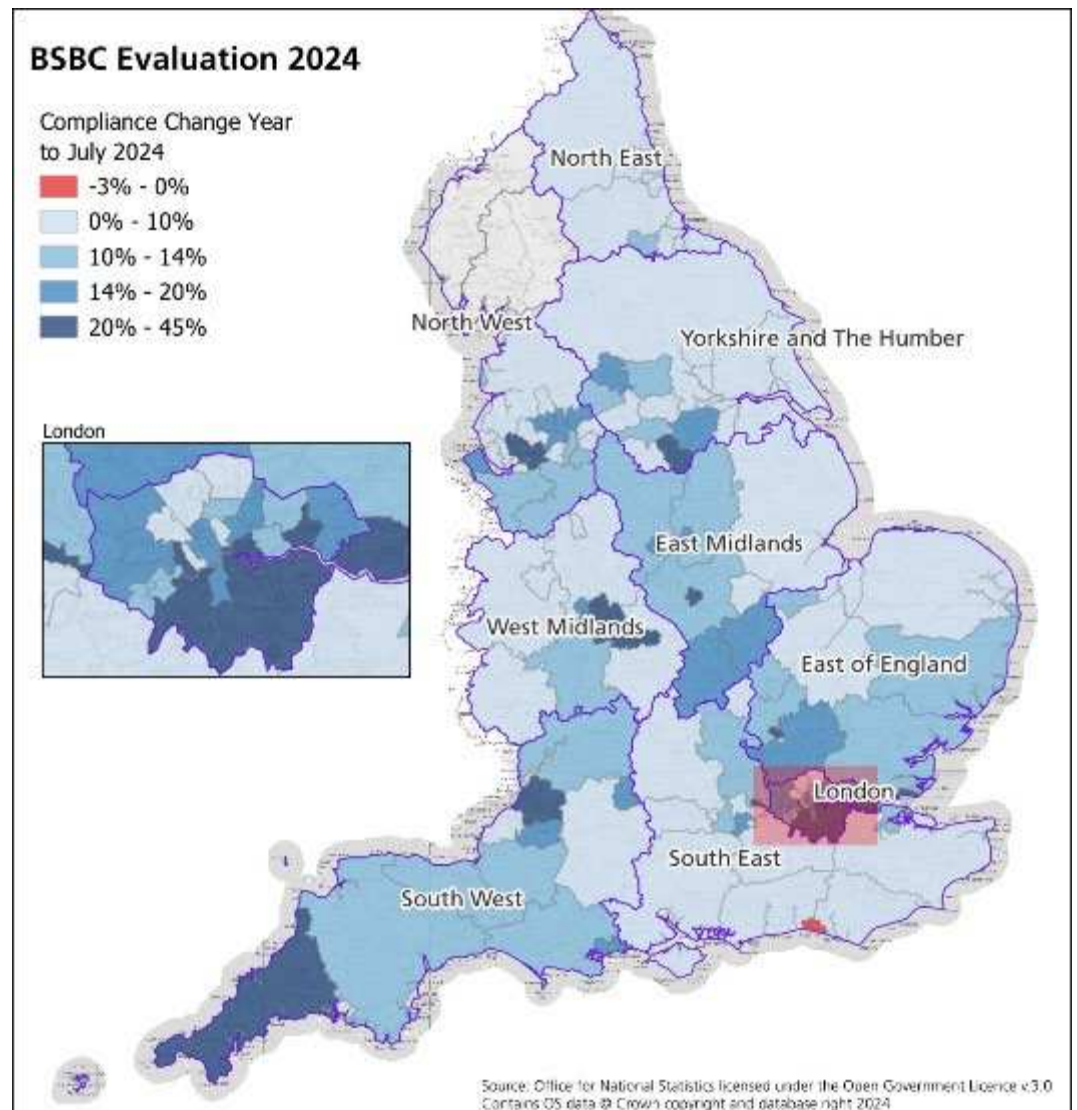 BSBC Evaluation 2024
Compliance Change Year
to July 2024
-3% - 0%
0% - 10%
10% - 14%
14% - 20%
20% - 45%
London
North East
North West
Yorkshire and The Humber
East Midlands
West Midlands
East of England
London
South East
South West
Source: Office for National Statistics licensed under the Open Government Licence v.3.0
Contains OS data © Crown copyright and database right 2024